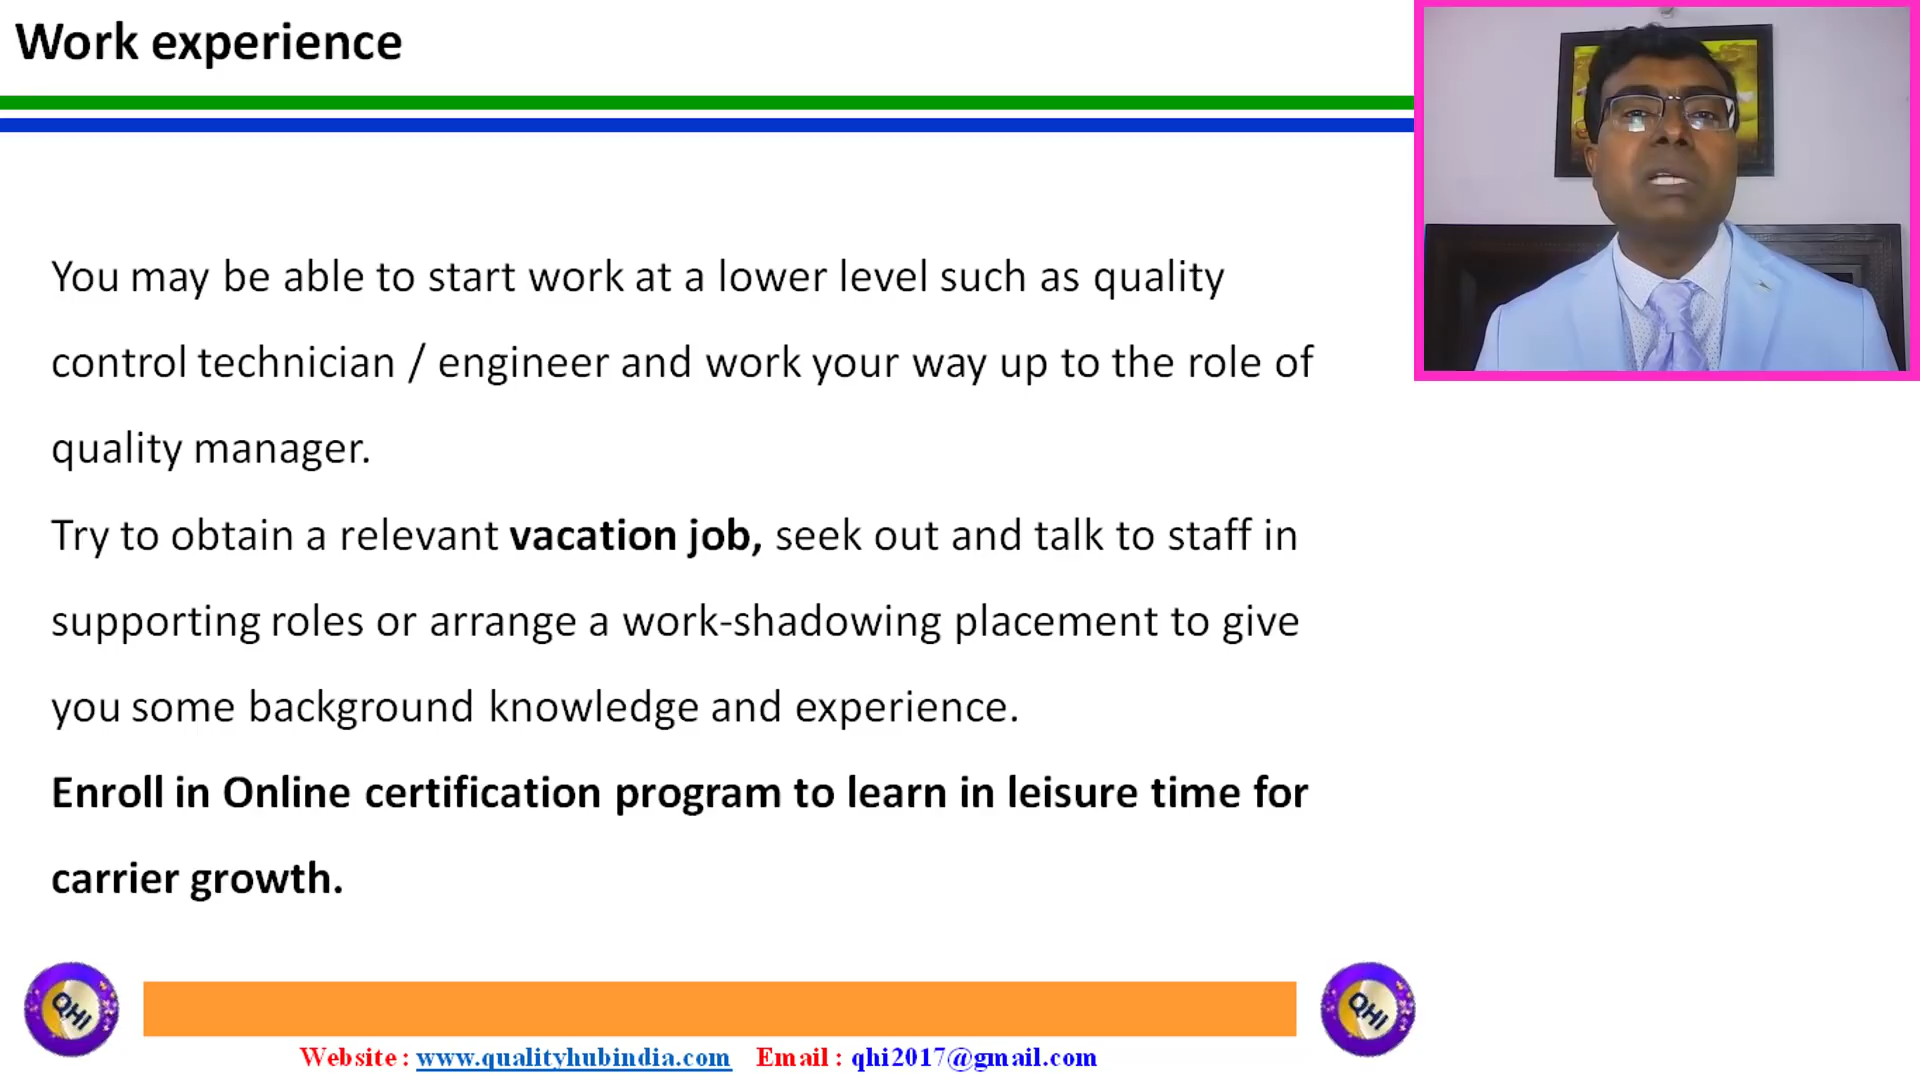 Work experience
You may be able to start work at a lower level such as quality
control technician / engineer and work your way up to the role of
quality manager.
Try to obtain a relevant vacation job, seek out and talk to staff in
supporting roles or arrange a work-shadowing placement to give
you some background knowledge and experience.
Enroll in Online certification program to learn in leisure time for
carrier growth.
QHI
QHI
Website : www.qualityhubindia.com Email : qhi2017@gmail.com